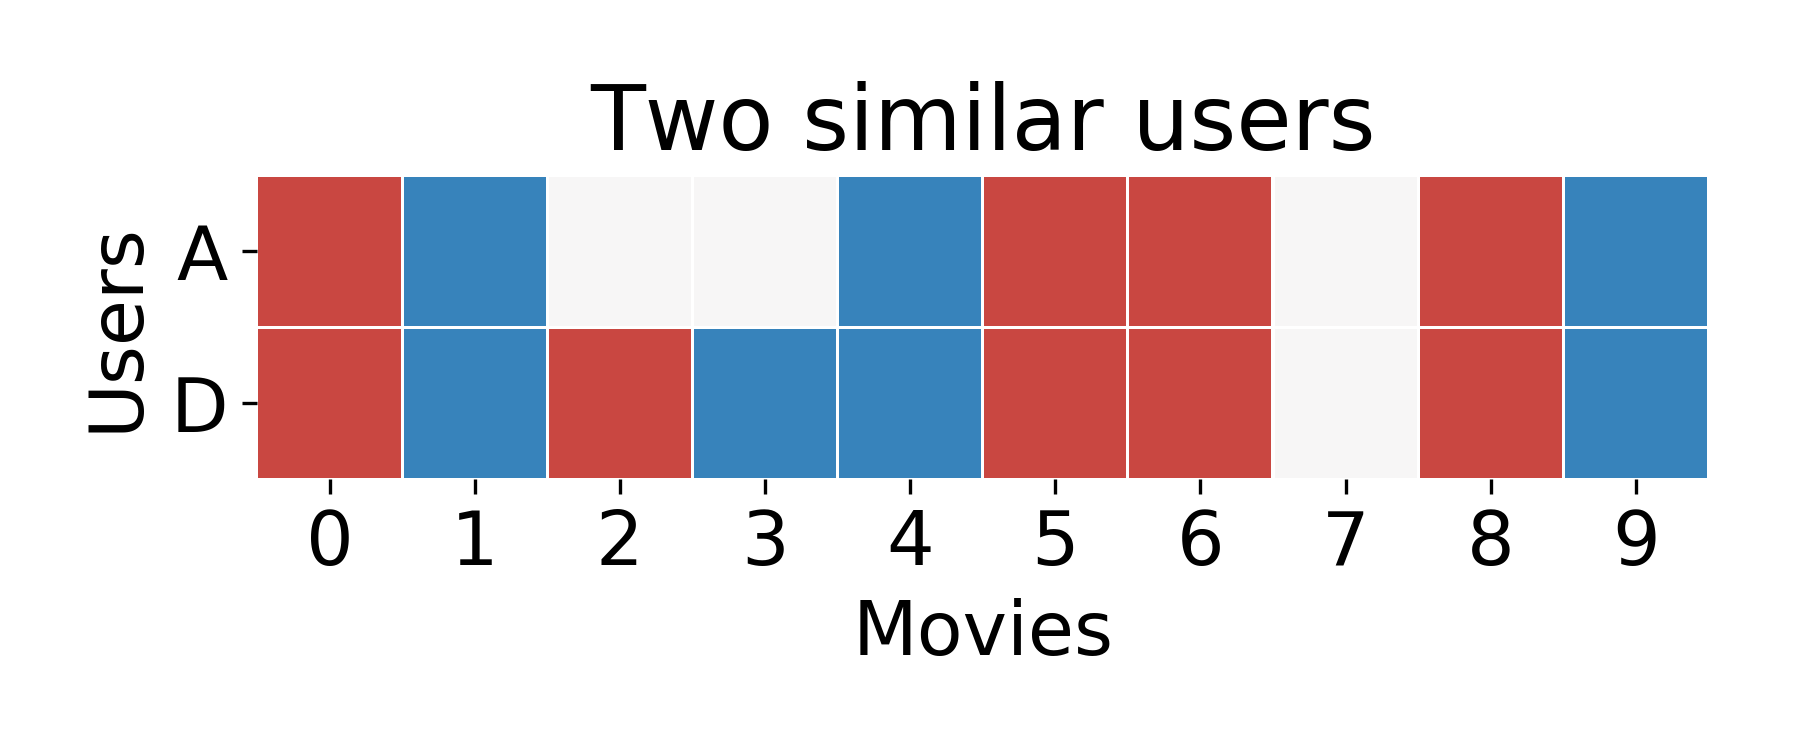 Two similar users
Users
A
D
0 1 2 3 4 5 6 7 8 9
Movies